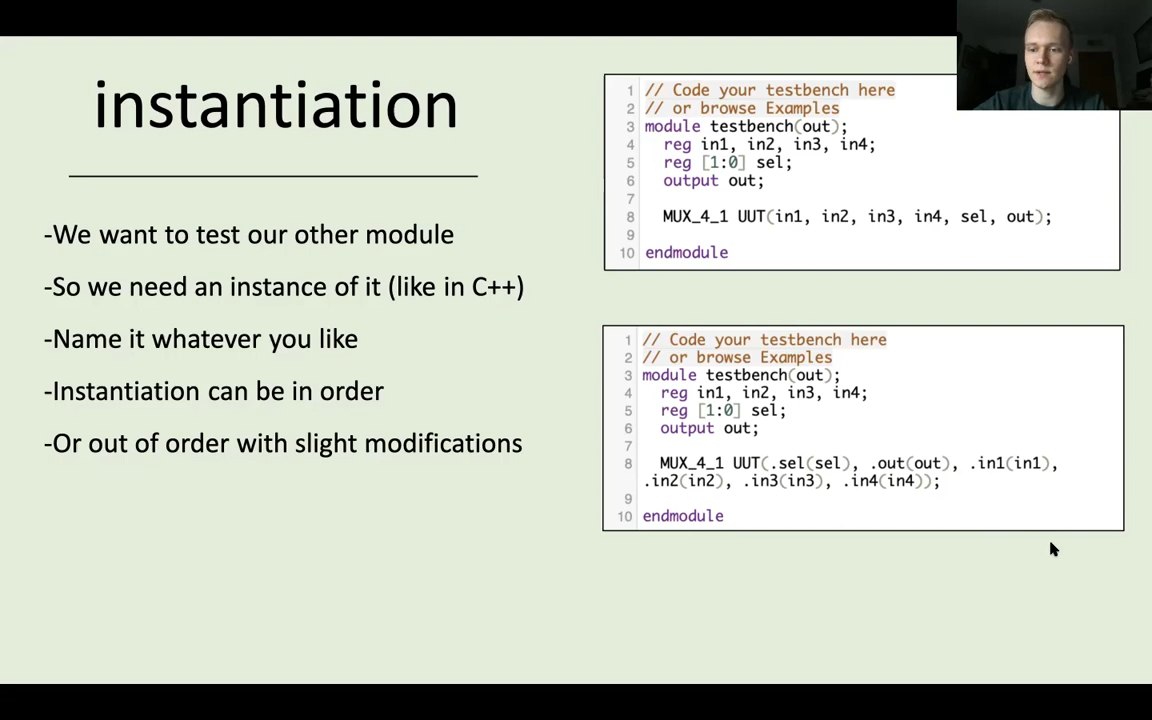 instantiation
-We want to test our other module
-So we need an instance of it (like in C++)
-Name it whatever you like
-Instantiation can be in order
-Or out of order with slight modifications
1 // Code your testbench here
2 // or browse Examples
3 module testbench(out);
4 reg in1, in2, in3, in4;
5 reg [1:0] sel;
6 output out;
7
8 MUX_4_1 UUT(in1, in2, in3, in4, sel, out);
9
10 endmodule
1 // Code your testbench here
2 // or browse Examples
3 module testbench(out);
4 reg in1, in2, in3, in4;
5 reg [1:0] sel;
6 output out;
7
8 MUX_4_1 UUT(.sel(sel), .out(out), .in1(in1),
.in2(in2), .in3(in3), .in4(in4));
9
10 endmodule